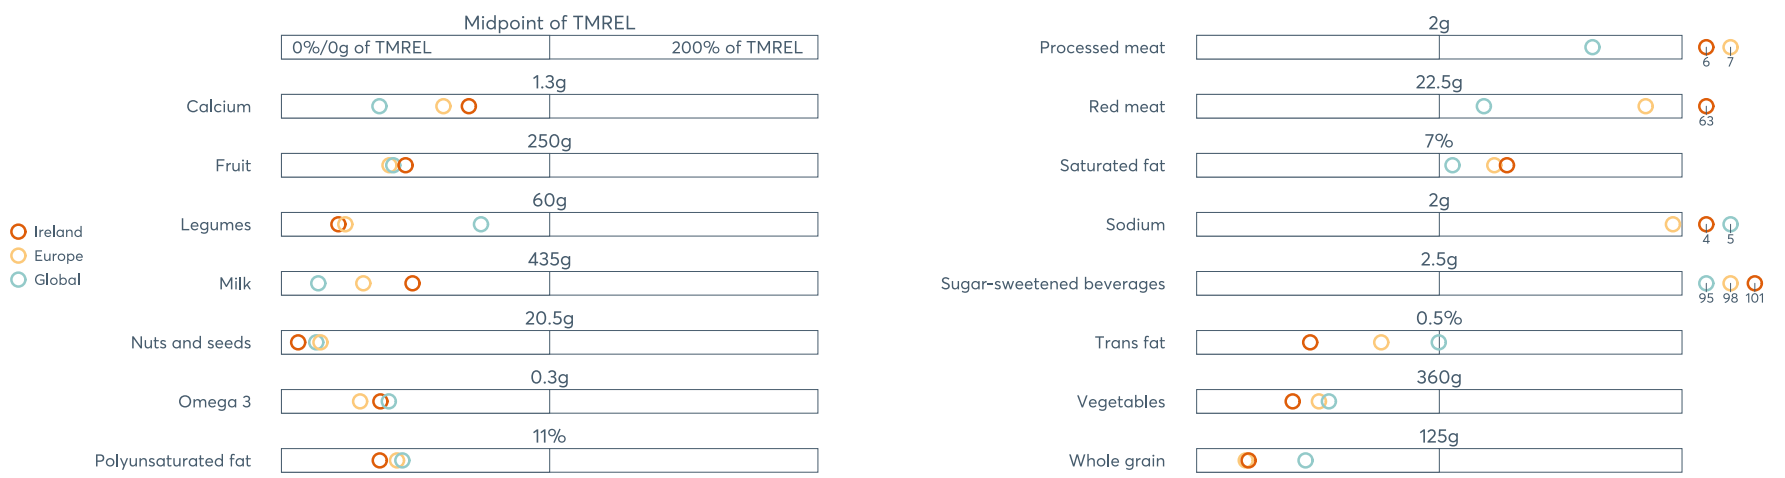 Midpoint of TMREL
0%/0g of TMREL 200% of TMREL
1.3g
Calcium
250g
Fruit
60g
Legumes
435g
Milk
20.5g
Nuts and seeds
0.3g
Omega 3
11%
Polyunsaturated fat
Ireland
Europe
Global
2g
Processed meat
6 7
22.5g
Red meat
63
7%
Saturated fat
2g
Sodium
4 5
2.5g
Sugar-sweetened beverages
95 98 101
0.5%
Trans fat
360g
Vegetables
125g
Whole grain